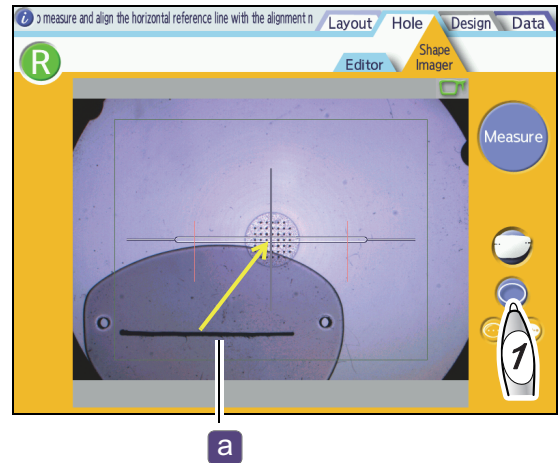 measure and align the horizontal reference line with the alignment
Layout
Hole
Design
Data
R
Editor
Shape
Imager
Measure
1
a